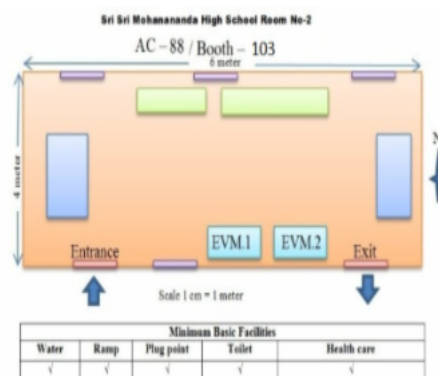 Sri Sri Mohanananda High School Room No-2
AC – 88 / Booth – 103
6 meter
4 meter
EVM.1 EVM.2
Entrance Exit
Scale 1 cm = 1 meter
Minimum Basic Facilities
Water Ramp Plug point Toilet Health care
√ √ √ √ √